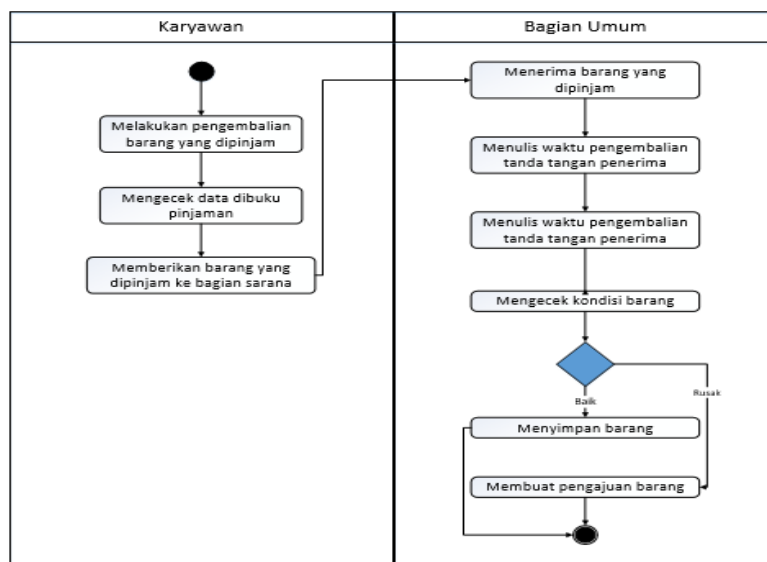 Karyawan
Bagian Umum
Melakukan pengembalian
barang yang dipinjam
Mengecek data dibuku
pinjaman
Memberikan barang yang
dipinjam ke bagian sarana
Menerima barang yang
dipinjam
Menulis waktu pengembalian
tanda tangan penerima
Menulis waktu pengembalian
tanda tangan penerima
Mengecek kondisi barang
Baik
Rusak
Menyimpan barang
Membuat pengajuan barang